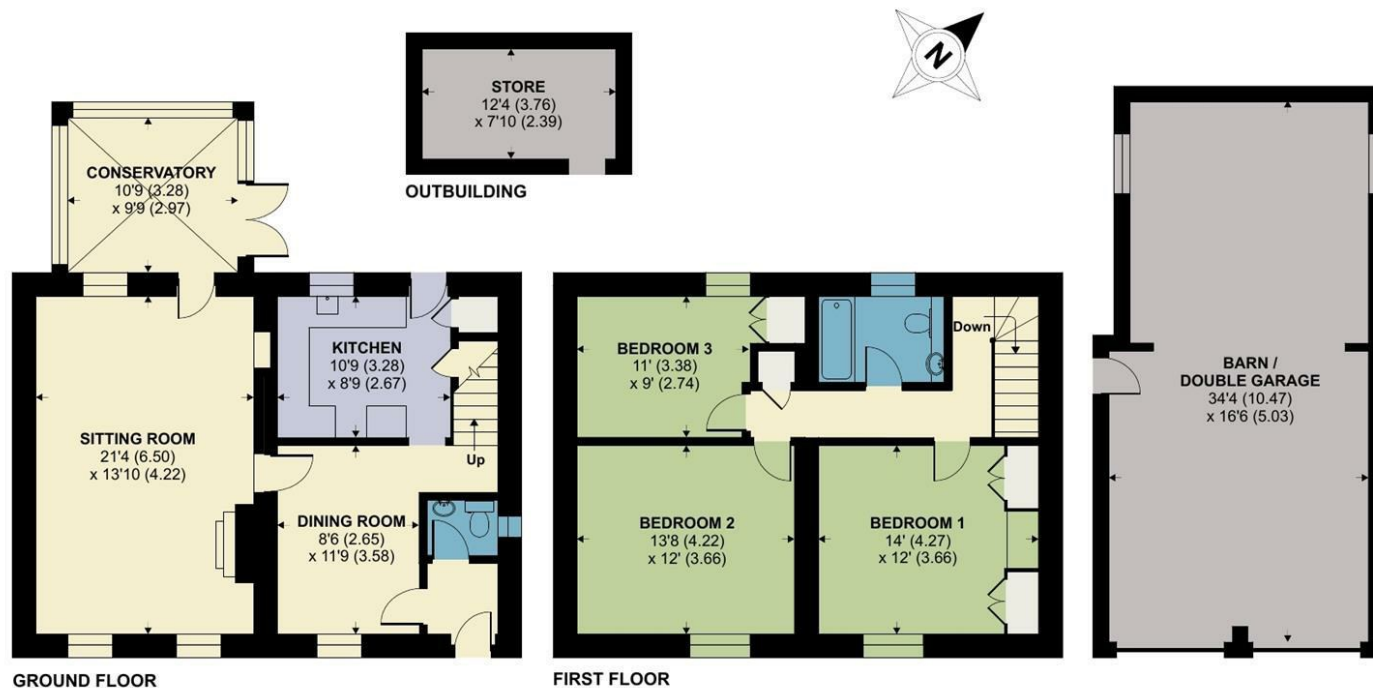 STORE
12'4 (3.76)
x 7'10 (2.39)
OUTBUILDING
N
CONSERVATORY
10'9 (3.28)
x 9'9 (2.97)
KITCHEN
10'9 (3.28)
x 8'9 (2.67)
SITTING ROOM
21'4 (6.50)
x 13'10 (4.22)
Up
DINING ROOM
8'6 (2.65)
x 11'9 (3.58)
GROUND FLOOR
BEDROOM 3
11' (3.38)
x 9' (2.74)
Down
BEDROOM 2
13'8 (4.22)
x 12' (3.66)
BEDROOM 1
14' (4.27)
x 12' (3.66)
FIRST FLOOR
BARN /
DOUBLE GARAGE
34'4 (10.47)
x 16'6 (5.03)